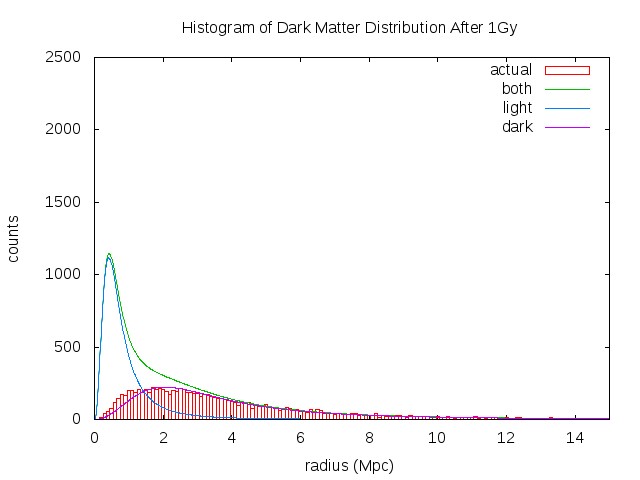 Histogram of Dark Matter Distribution After 1Gy
2500
2000
1500
1000
500
0
counts
actual
both
light
dark
0 2 4 6 8 10 12 14
radius (Mpc)